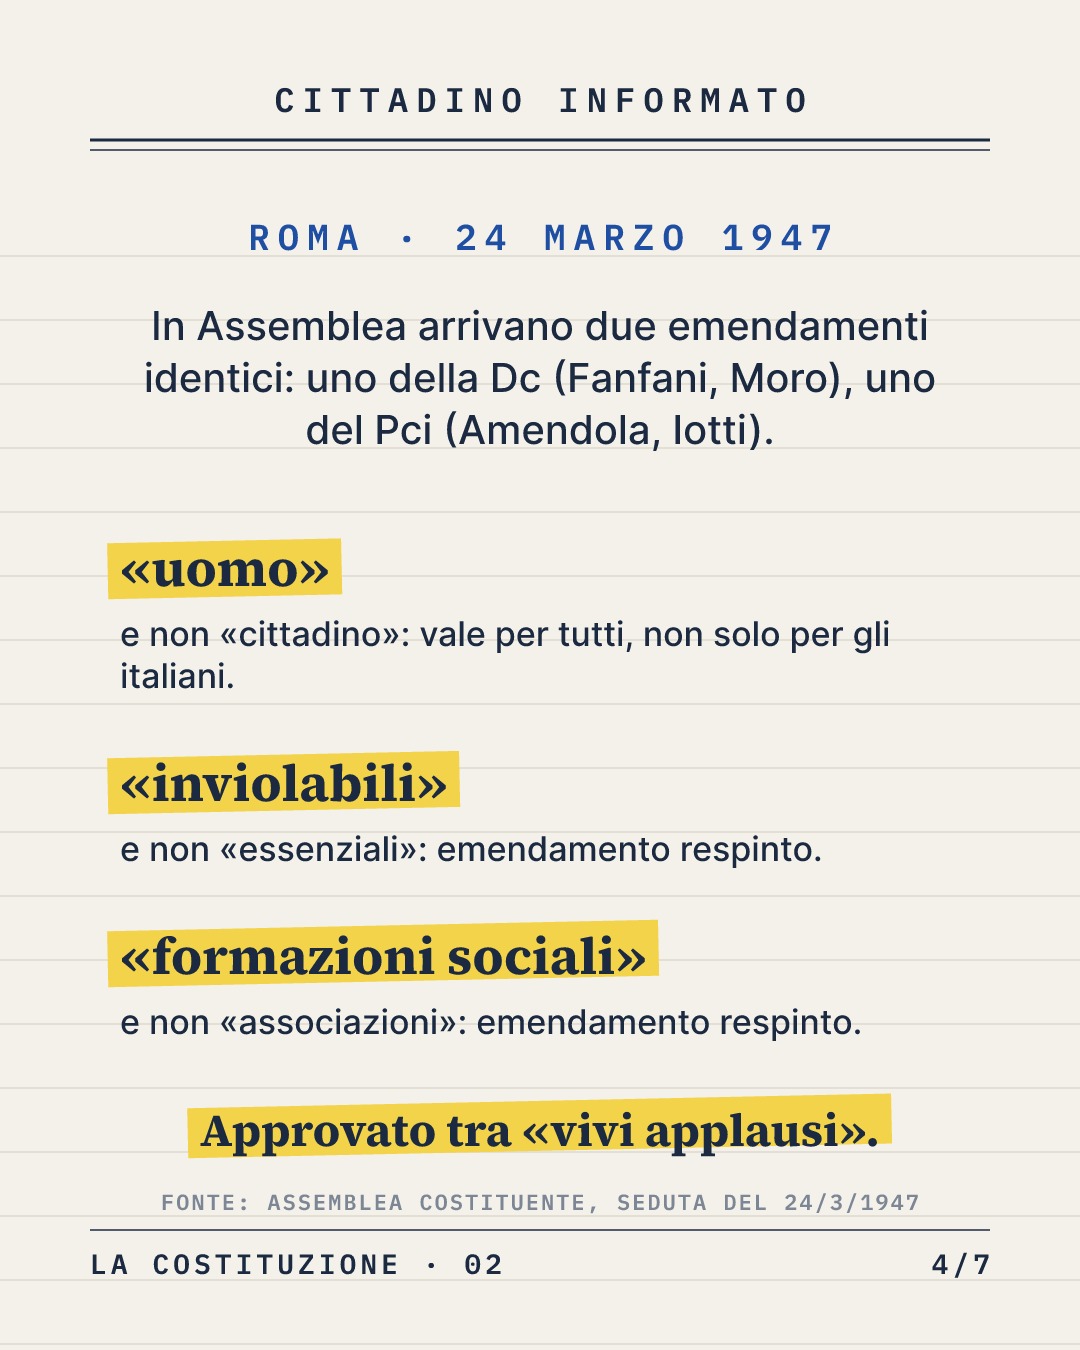 CITTADINO INFORMATO
ROMA · 24 MARZO 1947
In Assemblea arrivano due emendamenti
identici: uno della Dc (Fanfani, Moro), uno
del Pci (Amendola, Iotti).
«uomo»
e non «cittadino»: vale per tutti, non solo per gli
italiani.
«inviolabili»
e non «essenziali»: emendamento respinto.
«formazioni sociali»
e non «associazioni»: emendamento respinto.
Approvato tra «vivi applausi».
FONTE: ASSEMBLEA COSTITUENTE, SEDUTA DEL 24/3/1947
LA COSTITUZIONE · 02
4/7